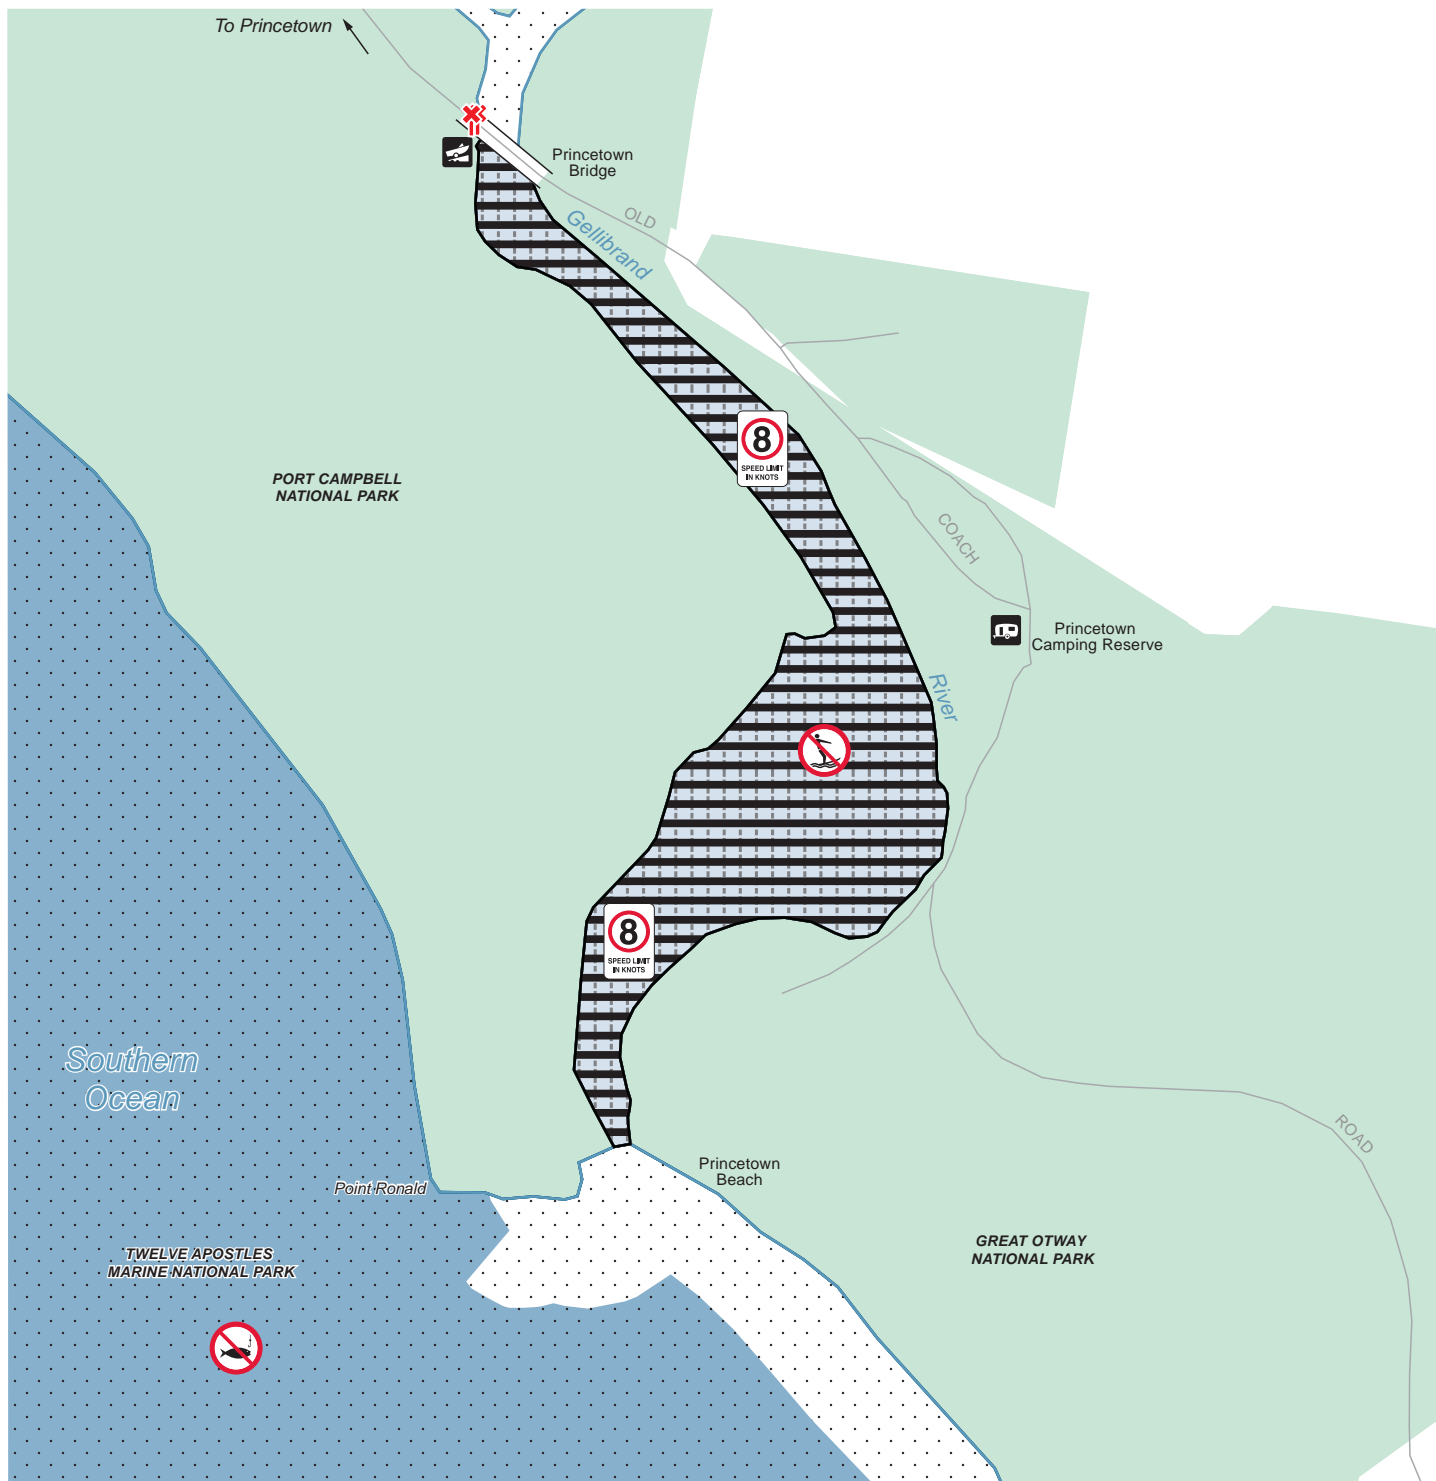 To Princetown
Princetown
Bridge
OLD
Gellibrand
8
SPEED LIMIT
IN KNOTS
PORT CAMPBELL
NATIONAL PARK
COACH
Princetown
Camping Reserve
River
8
SPEED LIMIT
IN KNOTS
Southern
Ocean
ROAD
Princetown
Beach
Point Ronald
GREAT OTWAY
NATIONAL PARK
TWELVE APOSTLES
MARINE NATIONAL PARK